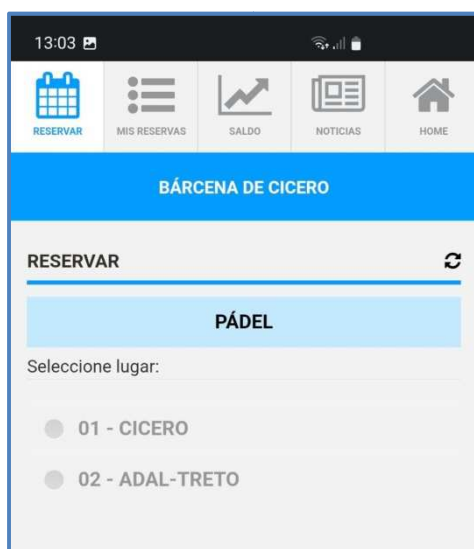 13:03
RESERVAR MIS RESERVAS SALDO NOTICIAS HOME
BÁRCENA DE CICERO
RESERVAR
PÁDEL
Seleccione lugar:
01 - CICERO
02 - ADAL-TRETO